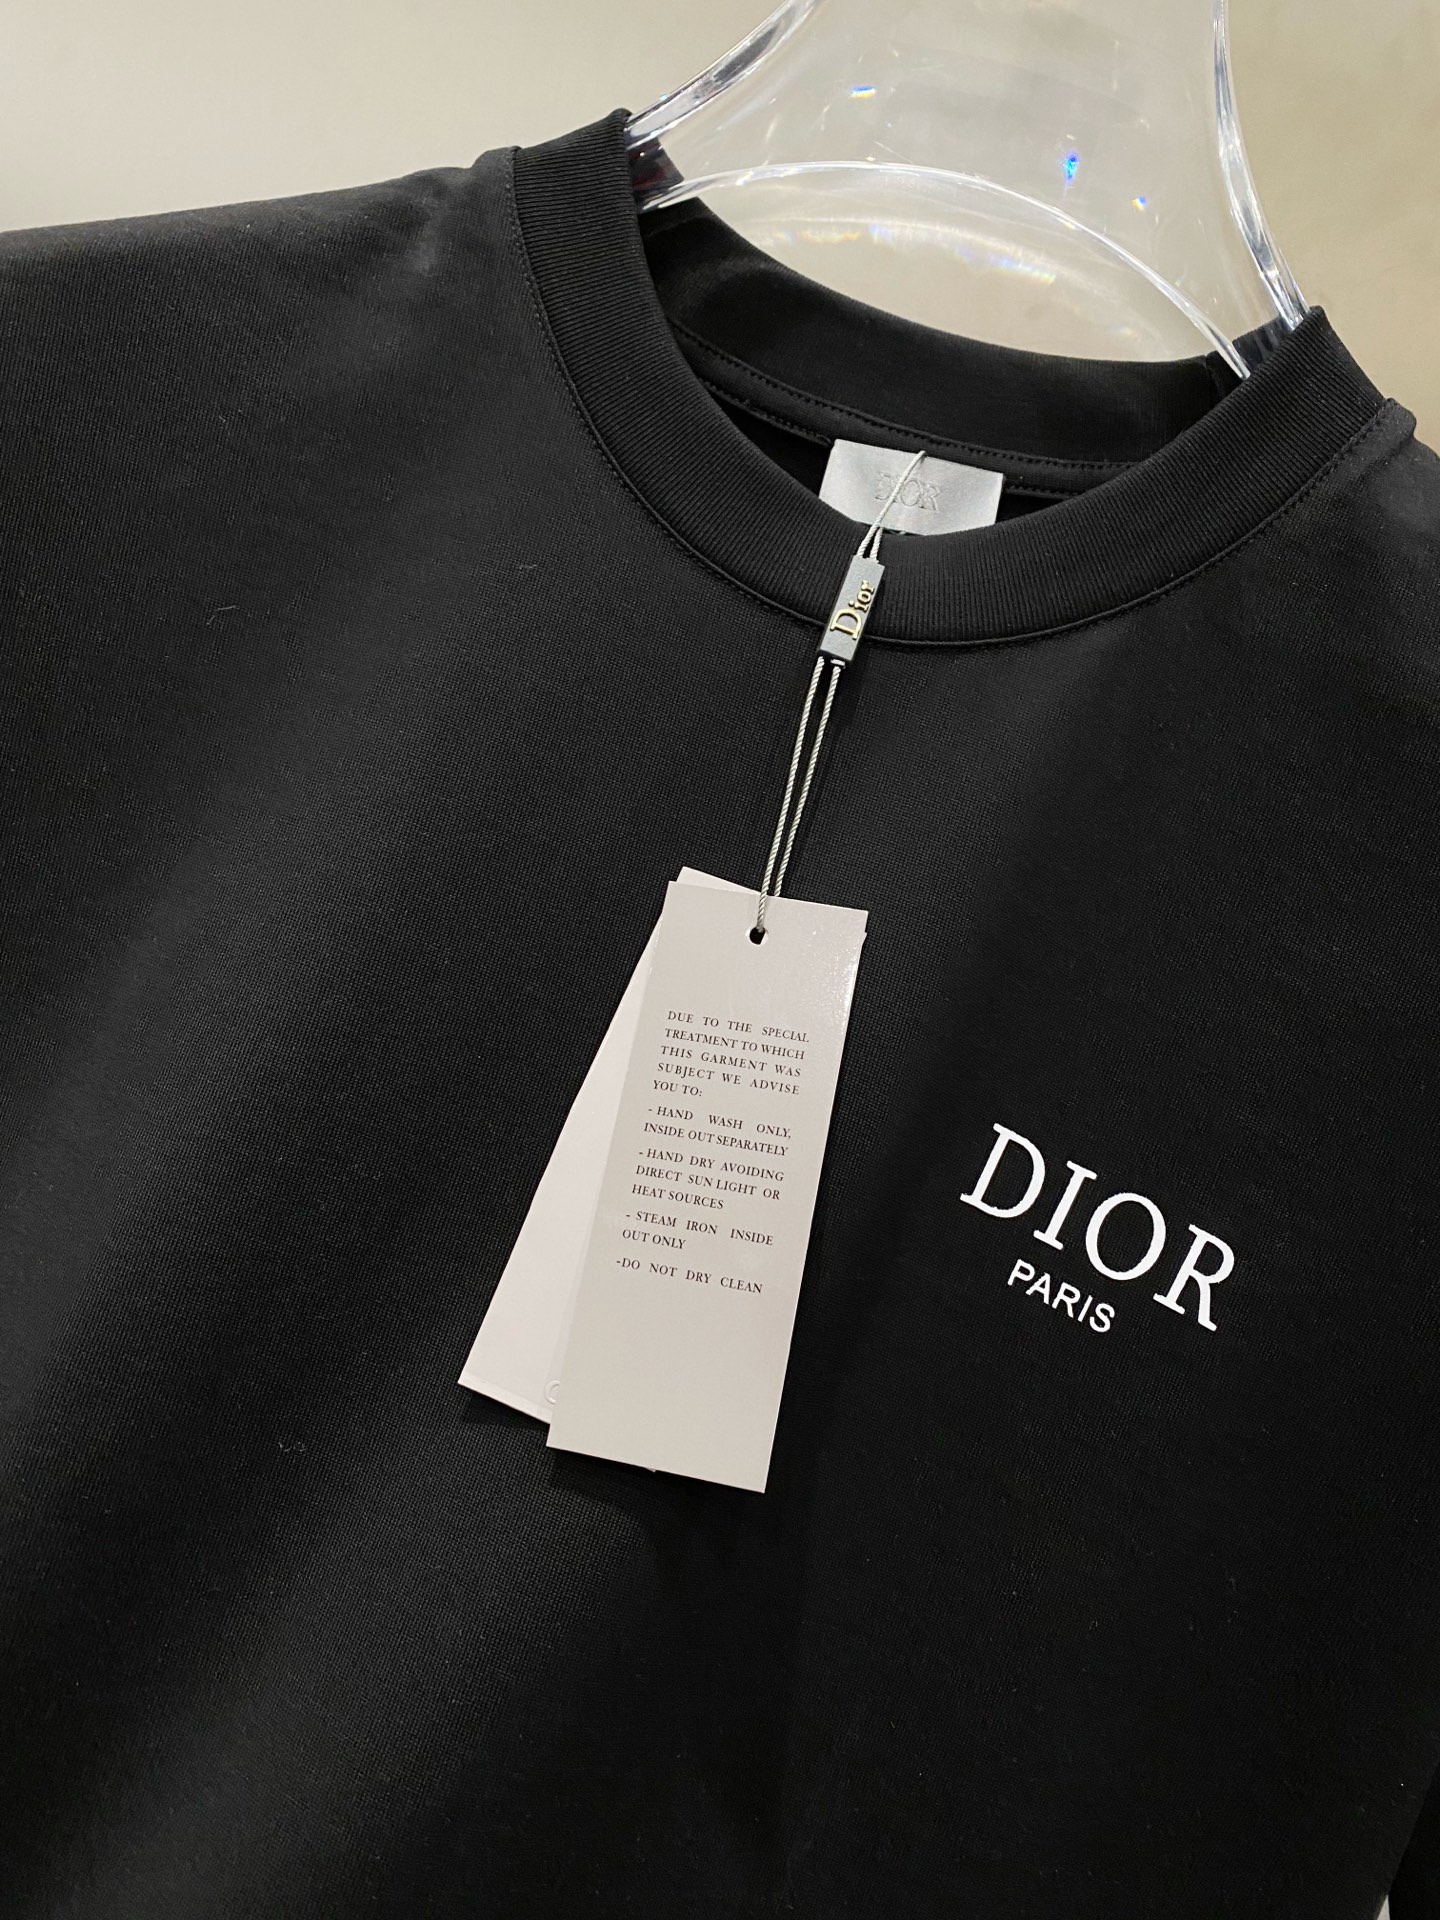 DIOR
Dior
DUE TO THE SPECIAL
TREATMENT TO WHICH
THIS GARMENT WAS
SUBJECT WE ADVISE
YOU TO:
- HAND WASH ONLY,
INSIDE OUT SEPARATELY
- HAND DRY AVOIDING
DIRECT SUN LIGHT OR
HEAT SOURCES
- STEAM IRON INSIDE
OUT ONLY
-DO NOT DRY CLEAN
DIOR
PARIS